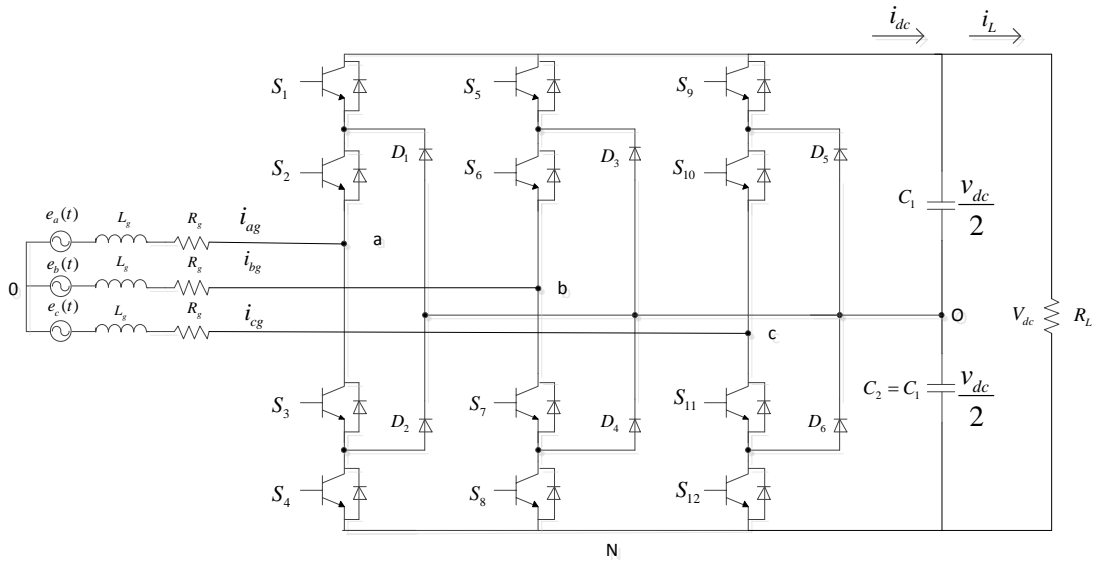 i_dc i_L
S_1 S_5 S_9
D_1 D_3 D_5
S_2 S_6 S_10
C_1 v_dc/2
e_a(t) L_g R_g i_ag a
e_b(t) L_g R_g i_bg
0 b
e_c(t) L_g R_g i_cg c
O V_dc R_L
C_2 = C_1 v_dc/2
S_3 S_7 S_11
D_2 D_4 D_6
S_4 S_8 S_12
N